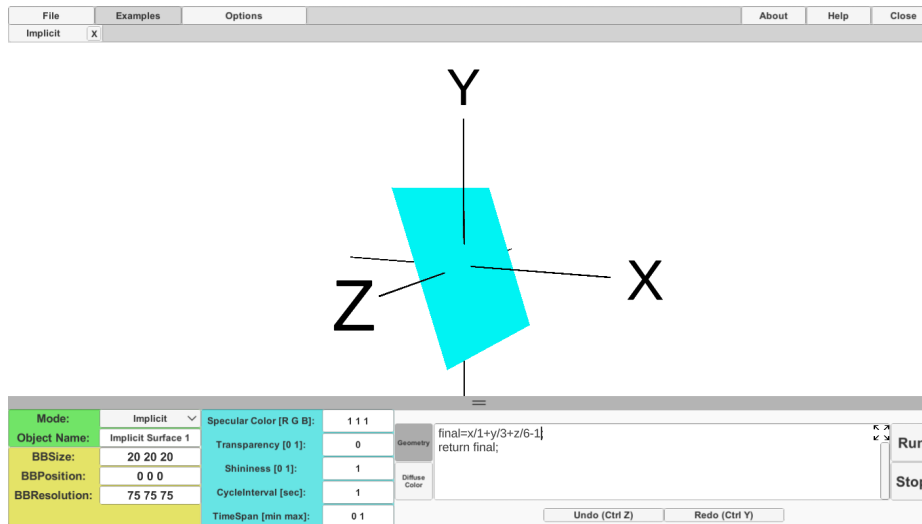 File Examples Options About Help Close
Implicit X
Y
X
Z
Mode: Implicit
Object Name: Implicit Surface 1
BBSize: 20 20 20
BBPosition: 0 0 0
BBResolution: 75 75 75
Specular Color [R G B]: 1 1 1
Transparency [0 1]: 0
Shininess [0 1]: 1
CycleInterval [sec]: 1
TimeSpan [min max]: 0 1
Geometry
Diffuse
Color
final=x/1+y/3+z/6-1;
return final;
Run
Stop
Undo (Ctrl Z) Redo (Ctrl Y)